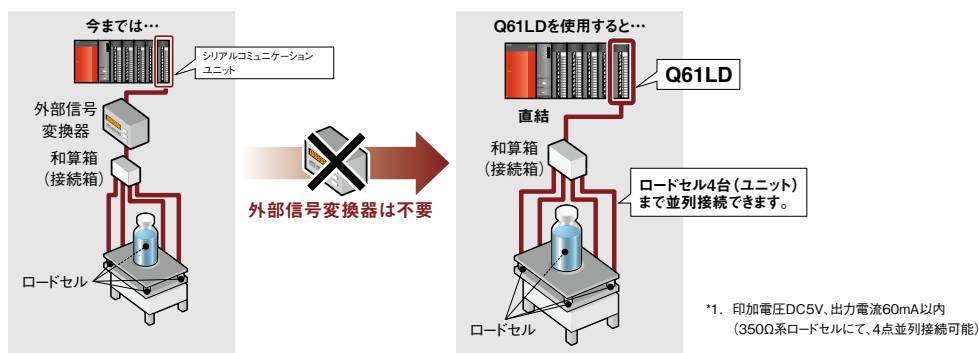 今までは…
シリアルコミュニケーション
ユニット
外部信号
変換器
和算箱
(接続箱)
ロードセル
外部信号変換器は不要
Q61LDを使用すると…
Q61LD
直結
和算箱
(接続箱)
ロードセル4台(ユニット)
まで並列接続できます。
ロードセル
*1. 印加電圧DC5V、出力電流60mA以内
(350Ω系ロードセルにて、4点並列接続可能)